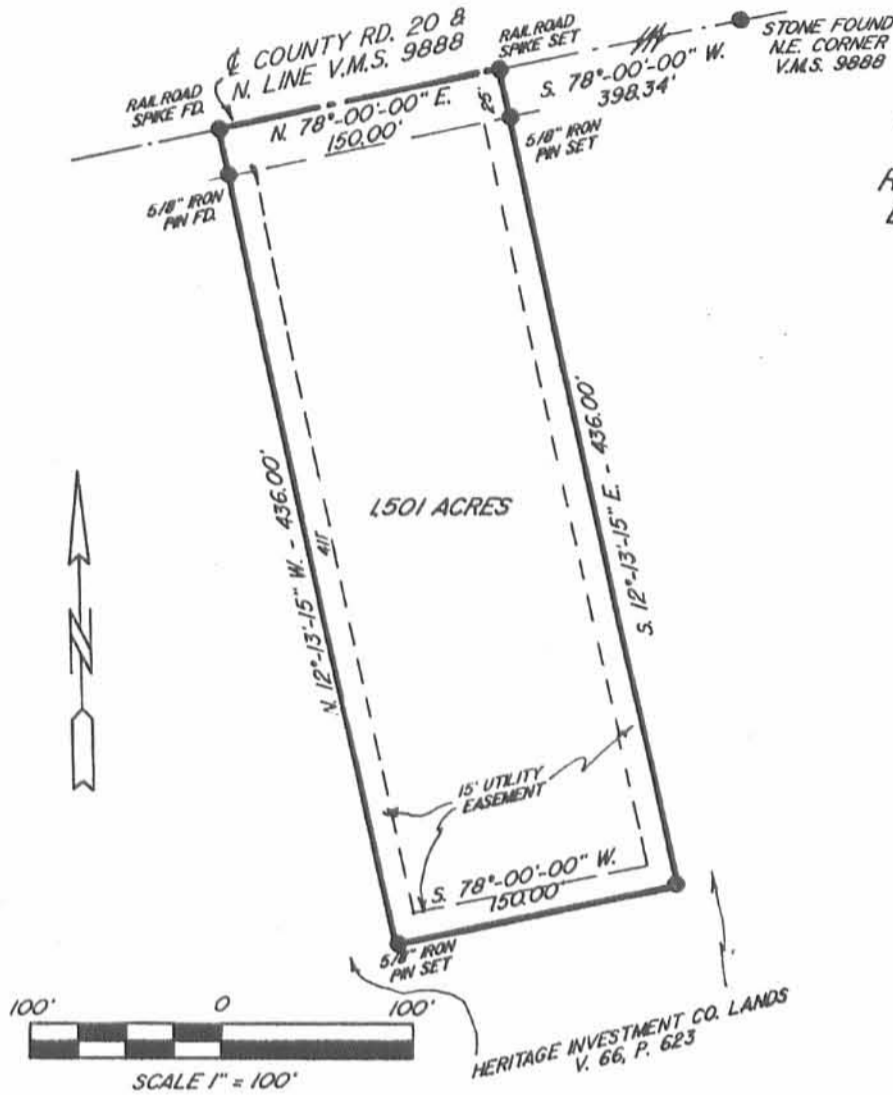 ℄ COUNTY RD. 20 &
N. LINE V.M.S. 9888
RAILROAD
SPIKE FD.
N. 78°-00'-00" E.
150.00'
RAILROAD
SPIKE SET
25'
S. 78°-00'-00" W.
398.34'
STONE FOUND
N.E. CORNER
V.M.S. 9888
5/8" IRON
PIN SET
5/8" IRON
PIN FD.
N. 12°-13'-15" W. - 436.00'
411'
1.501 ACRES
S. 12°-13'-15" E. - 436.00'
N
15' UTILITY
EASEMENT
S. 78°-00'-00" W.
150.00'
5/8" IRON
PIN SET
HERITAGE INVESTMENT CO. LANDS
V. 66, P. 623
100' 0 100'
SCALE 1" = 100'